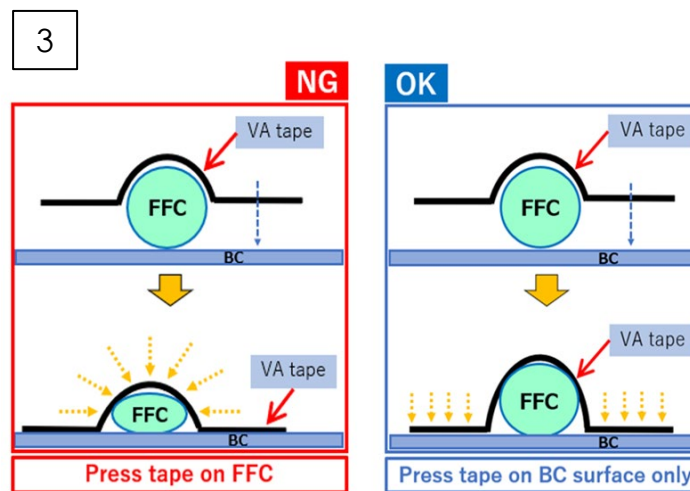 3
NG
VA tape
FFC
BC
VA tape
FFC
BC
Press tape on FFC
OK
VA tape
FFC
BC
VA tape
FFC
BC
Press tape on BC surface only